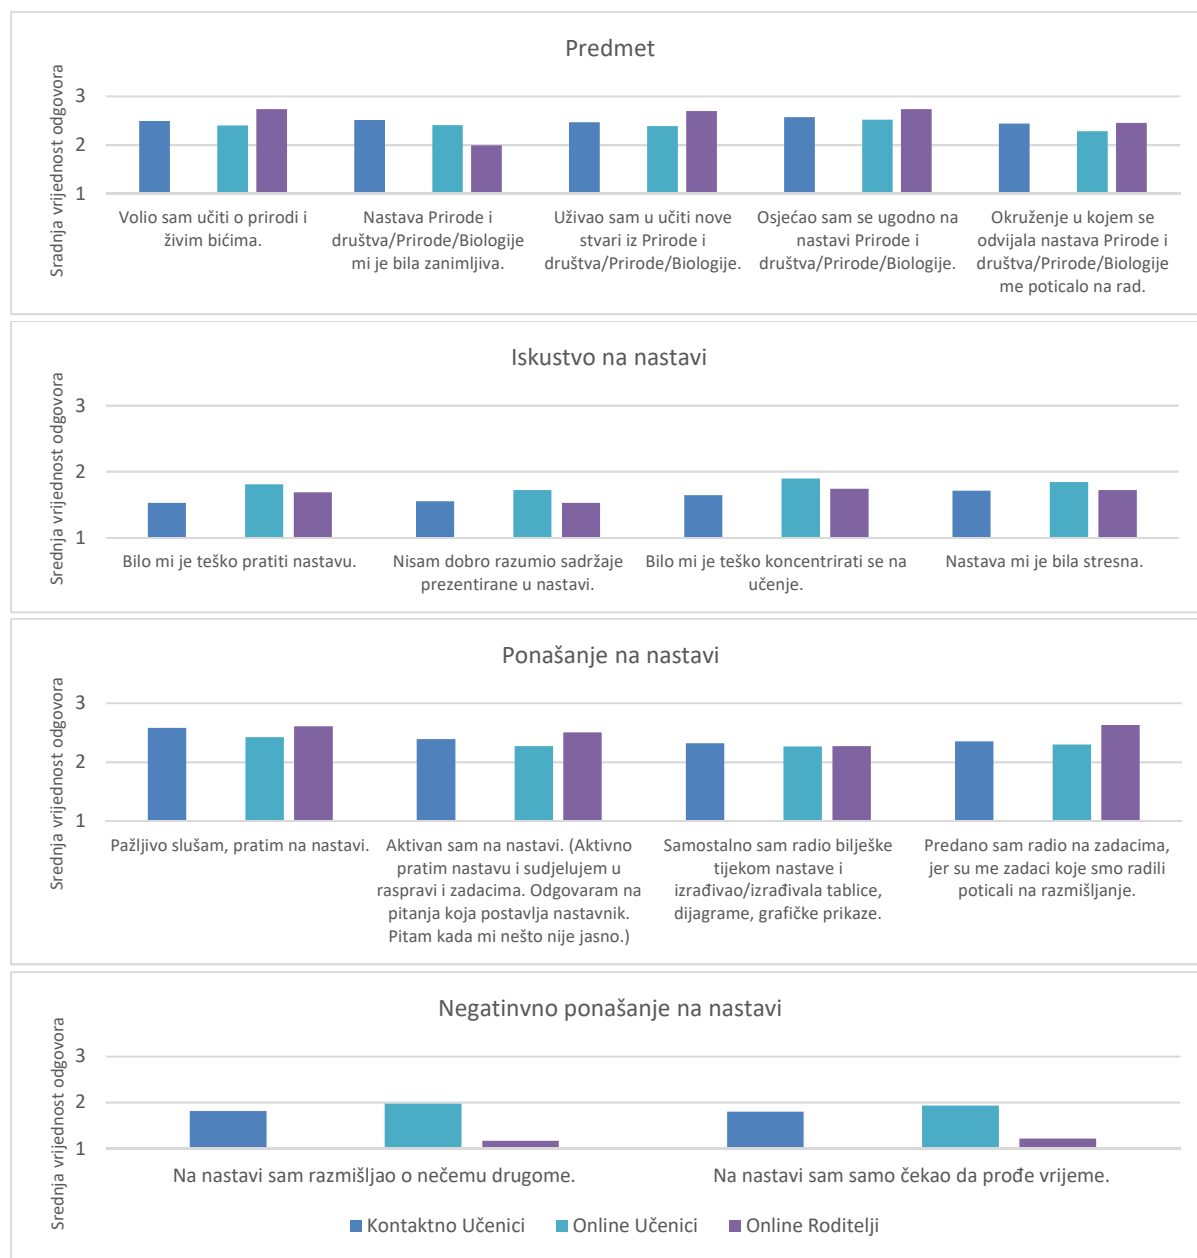 Predmet
Sradnja vrijednost odgovora
3
2
1
Volio sam učiti o prirodi i
živim bićima.
Nastava Prirode i
društva/Prirode/Biologije
mi je bila zanimljiva.
Uživao sam u učiti nove
stvari iz Prirode i
društva/Prirode/Biologije.
Osjećao sam se ugodno na
nastavi Prirode i
društva/Prirode/Biologije.
Okruženje u kojem se
odvijala nastava Prirode i
društva/Prirode/Biologije
me poticalo na rad.
Iskustvo na nastavi
Srednja vrijednost odgovora
3
2
1
Bilo mi je teško pratiti nastavu.
Nisam dobro razumio sadržaje
prezentirane u nastavi.
Bilo mi je teško koncentrirati se na
učenje.
Nastava mi je bila stresna.
Ponašanje na nastavi
Srednja vrijednost odgovora
3
2
1
Pažljivo slušam, pratim na nastavi.
Aktivan sam na nastavi. (Aktivno
pratim nastavu i sudjelujem u
raspravi i zadacima. Odgovaram na
pitanja koja postavlja nastavnik.
Pitam kada mi nešto nije jasno.)
Samostalno sam radio bilješke
tijekom nastave i
izrađivao/izrađivala tablice,
dijagrame, grafičke prikaze.
Predano sam radio na zadacima,
jer su me zadaci koje smo radili
poticali na razmišljanje.
Negatinvno ponašanje na nastavi
Srednja vrijednost odgovora
3
2
1
Na nastavi sam razmišljao o nečemu drugome.
Na nastavi sam samo čekao da prođe vrijeme.
Kontaktno Učenici
Online Učenici
Online Roditelji